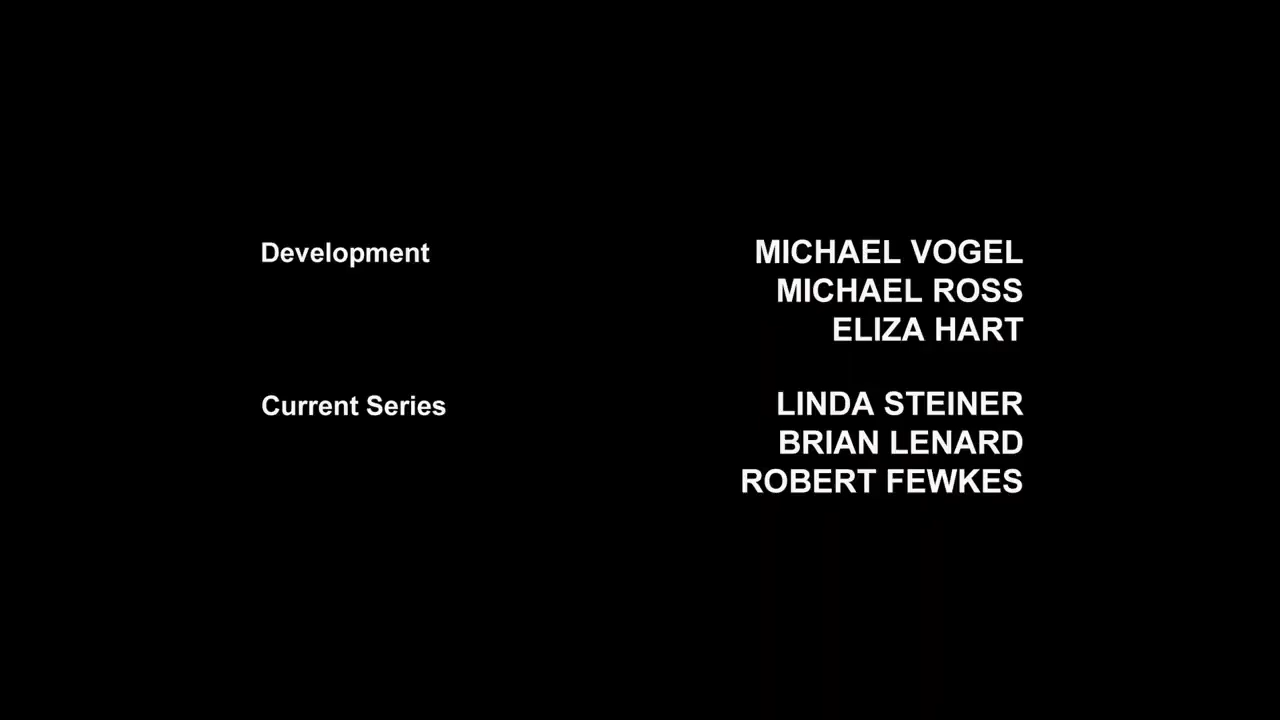 Development MICHAEL VOGEL
MICHAEL ROSS
ELIZA HART
Current Series LINDA STEINER
BRIAN LENARD
ROBERT FEWKES